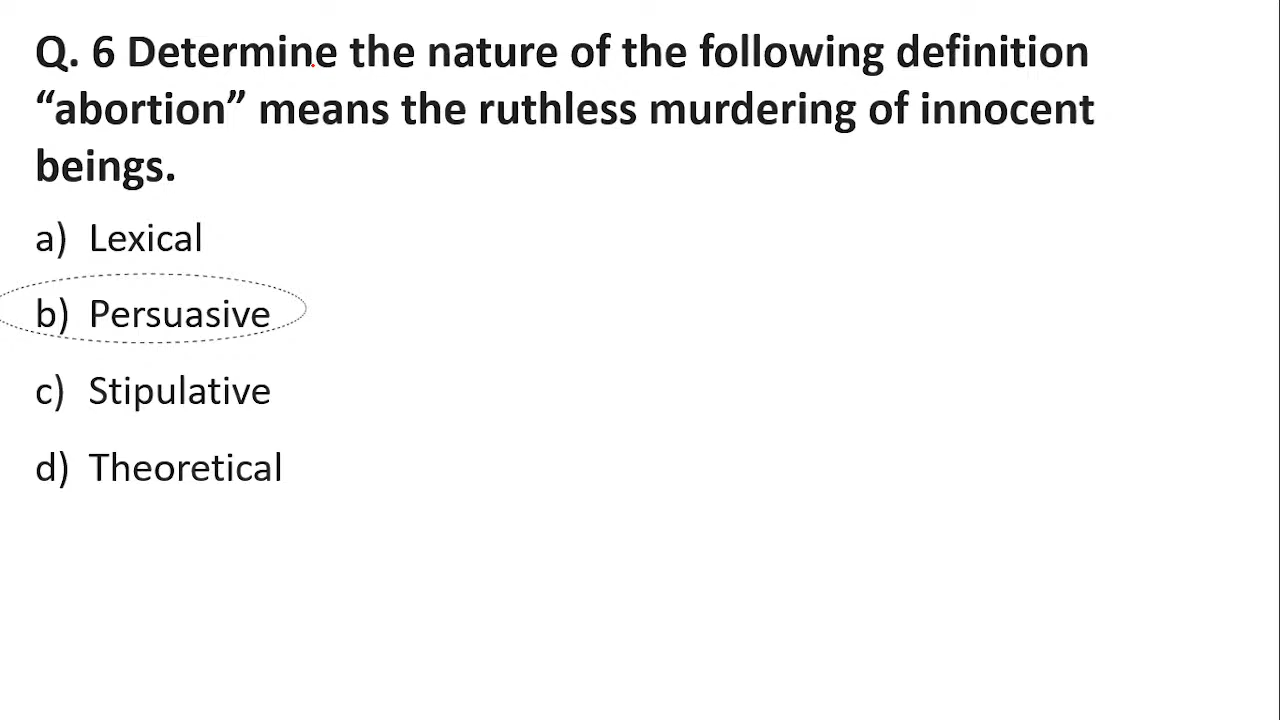 Q. 6 Determine the nature of the following definition
“abortion” means the ruthless murdering of innocent
beings.
a) Lexical
b) Persuasive
c) Stipulative
d) Theoretical